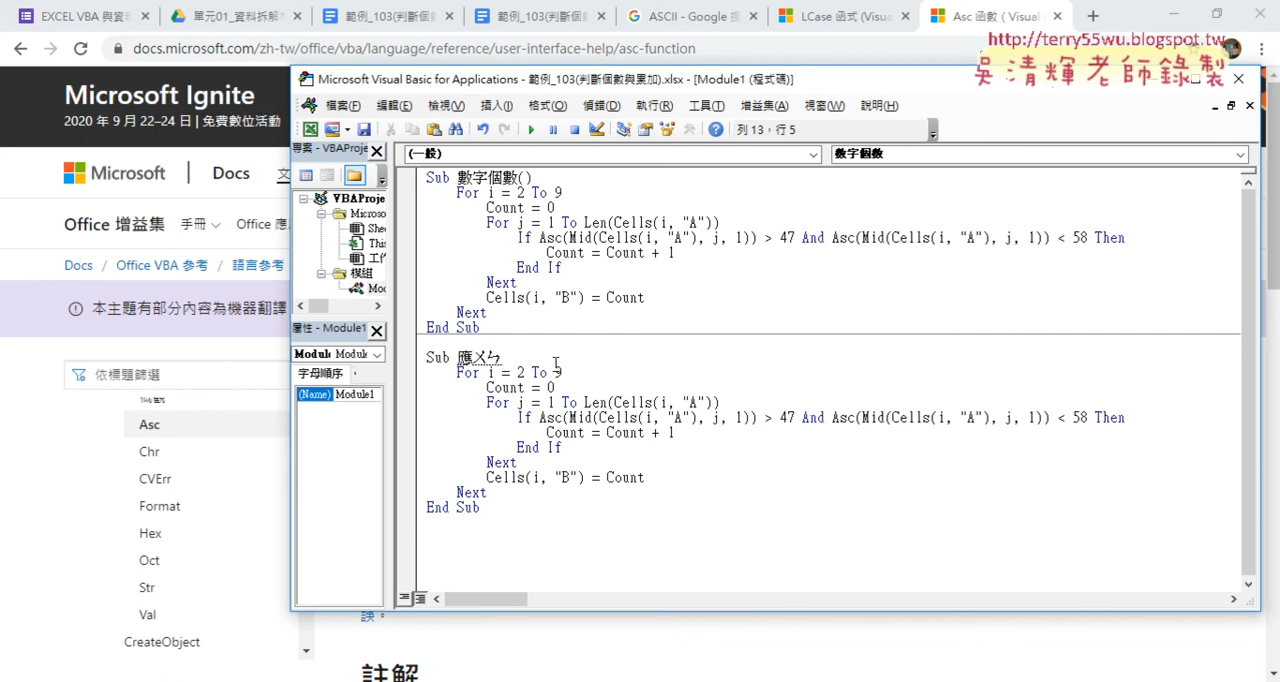 EXCEL VBA 與資料
單元01_資料拆解
範例_103(判斷個
範例_103(判斷個
ASCII - Google 搜
LCase 函式 (Visua
Asc 函數 ( Visual
docs.microsoft.com/zh-tw/office/vba/language/reference/user-interface-help/asc-function
http://terry55wu.blogspot.tw
吳清輝老師錄製
Microsoft Ignite
2020 年 9 月 22–24 日 | 免費數位活動
Microsoft
Docs
Office 增益集
手冊
Office 應
Docs / Office VBA 參考 / 語言參考
本主題有部分內容為機器翻譯
依標題篩選
Asc
Chr
CVErr
Format
Hex
Oct
Str
Val
CreateObject
註解
Microsoft Visual Basic for Applications - 範例_103(判斷個數與累加).xlsx - [Module1 (程式碼)]
檔案(F) 編輯(E) 檢視(V) 插入(I) 格式(O) 偵錯(D) 執行(R) 工具(T) 增益集(A) 視窗(W) 說明(H)
列 13，行 5
專案 - VBAProje
VBAProje
Microso
Shee
This
工作
模組
Mod
屬性 - Module1
Module Modul
字母順序
(Name) Module1
(一般)
數字個數
Sub 數字個數()
For i = 2 To 9
Count = 0
For j = 1 To Len(Cells(i, "A"))
If Asc(Mid(Cells(i, "A"), j, 1)) > 47 And Asc(Mid(Cells(i, "A"), j, 1)) < 58 Then
Count = Count + 1
End If
Next
Cells(i, "B") = Count
Next
End Sub
Sub 應ㄨㄣ
For i = 2 To 9
Count = 0
For j = 1 To Len(Cells(i, "A"))
If Asc(Mid(Cells(i, "A"), j, 1)) > 47 And Asc(Mid(Cells(i, "A"), j, 1)) < 58 Then
Count = Count + 1
End If
Next
Cells(i, "B") = Count
Next
End Sub